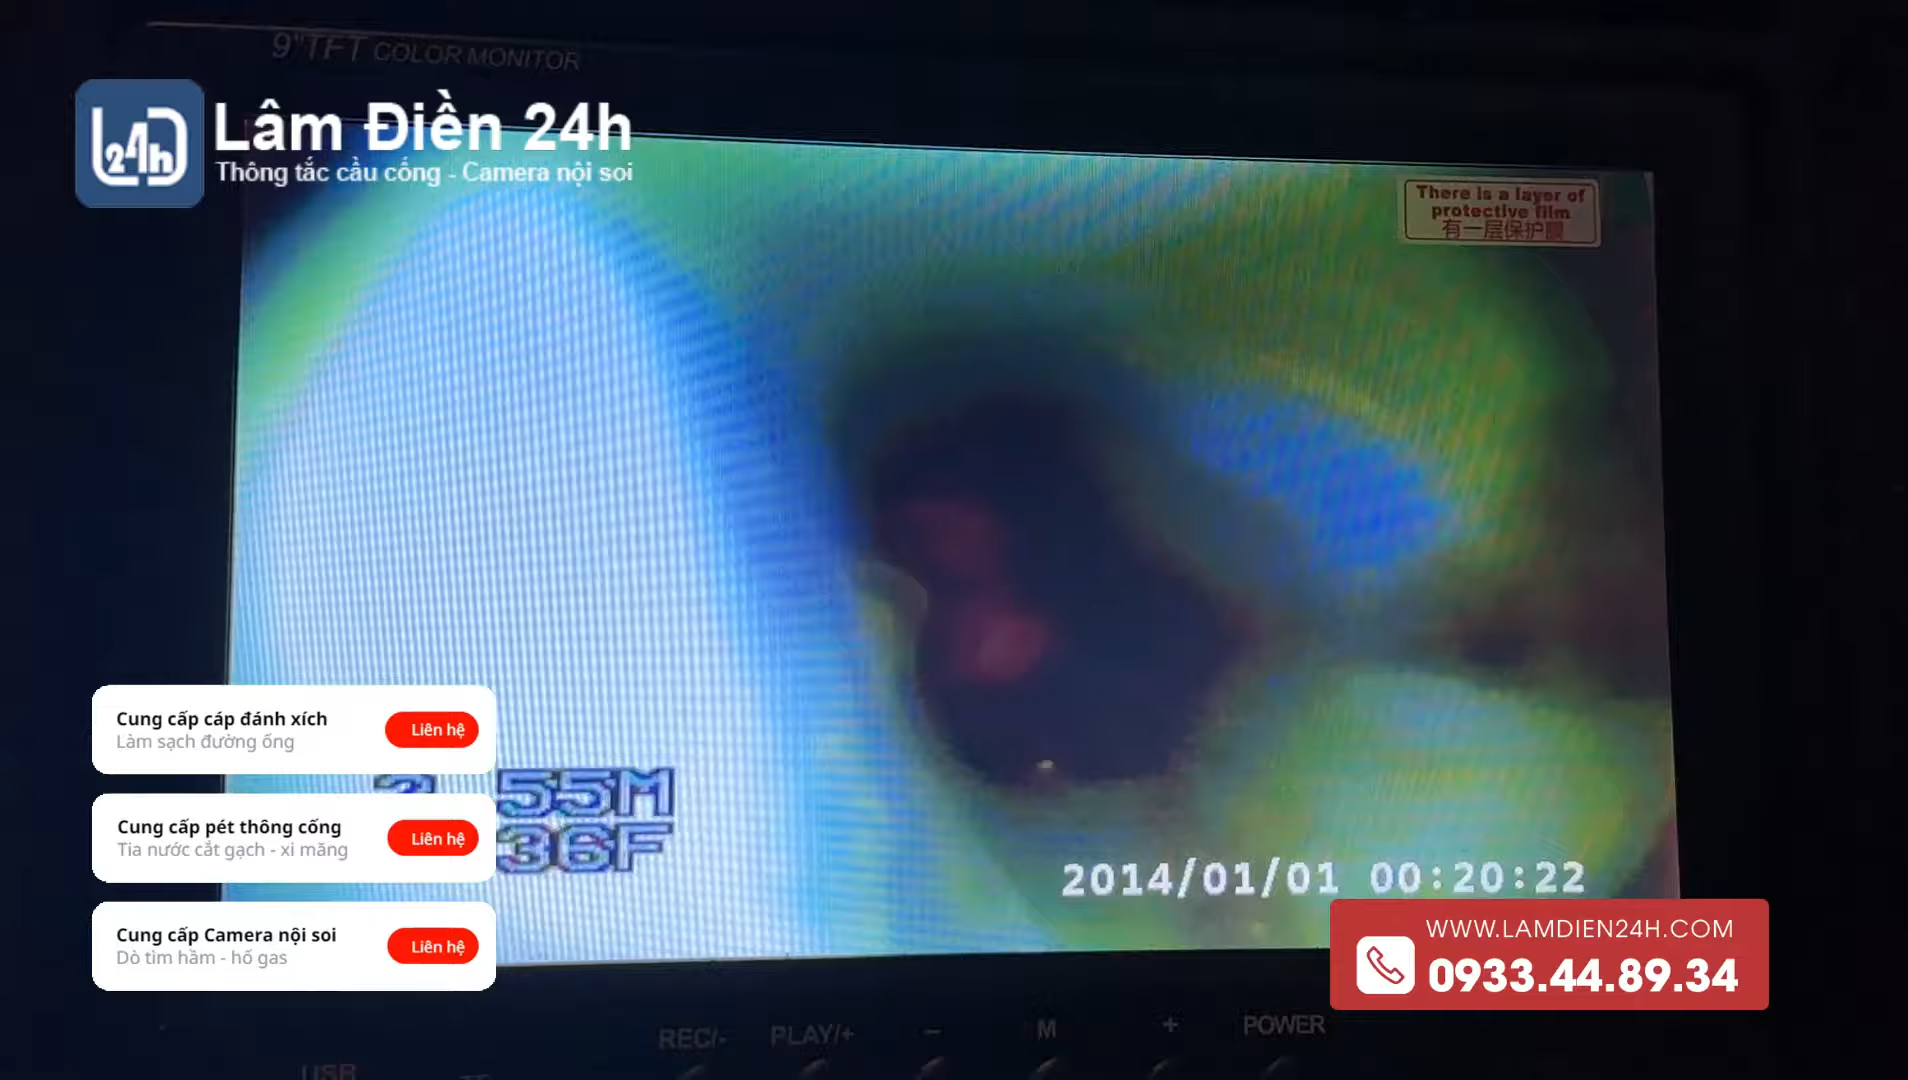 9"TFT COLOR MONITOR
Lâm Điền 24h
Thông tắc cầu cống - Camera nội soi
24h
There is a layer of
protective film
有一层保护膜
Cung cấp cáp đánh xích
Làm sạch đường ống
Liên hệ
Cung cấp pét thông cống
Tia nước cắt gạch - xi măng
Liên hệ
Cung cấp Camera nội soi
Dò tìm hầm - hố gas
Liên hệ
55M
36F
2014/01/01 00:20:22
WWW.LAMDIEN24H.COM
0933.44.89.34
REC/- PLAY/+ - M + POWER
USB